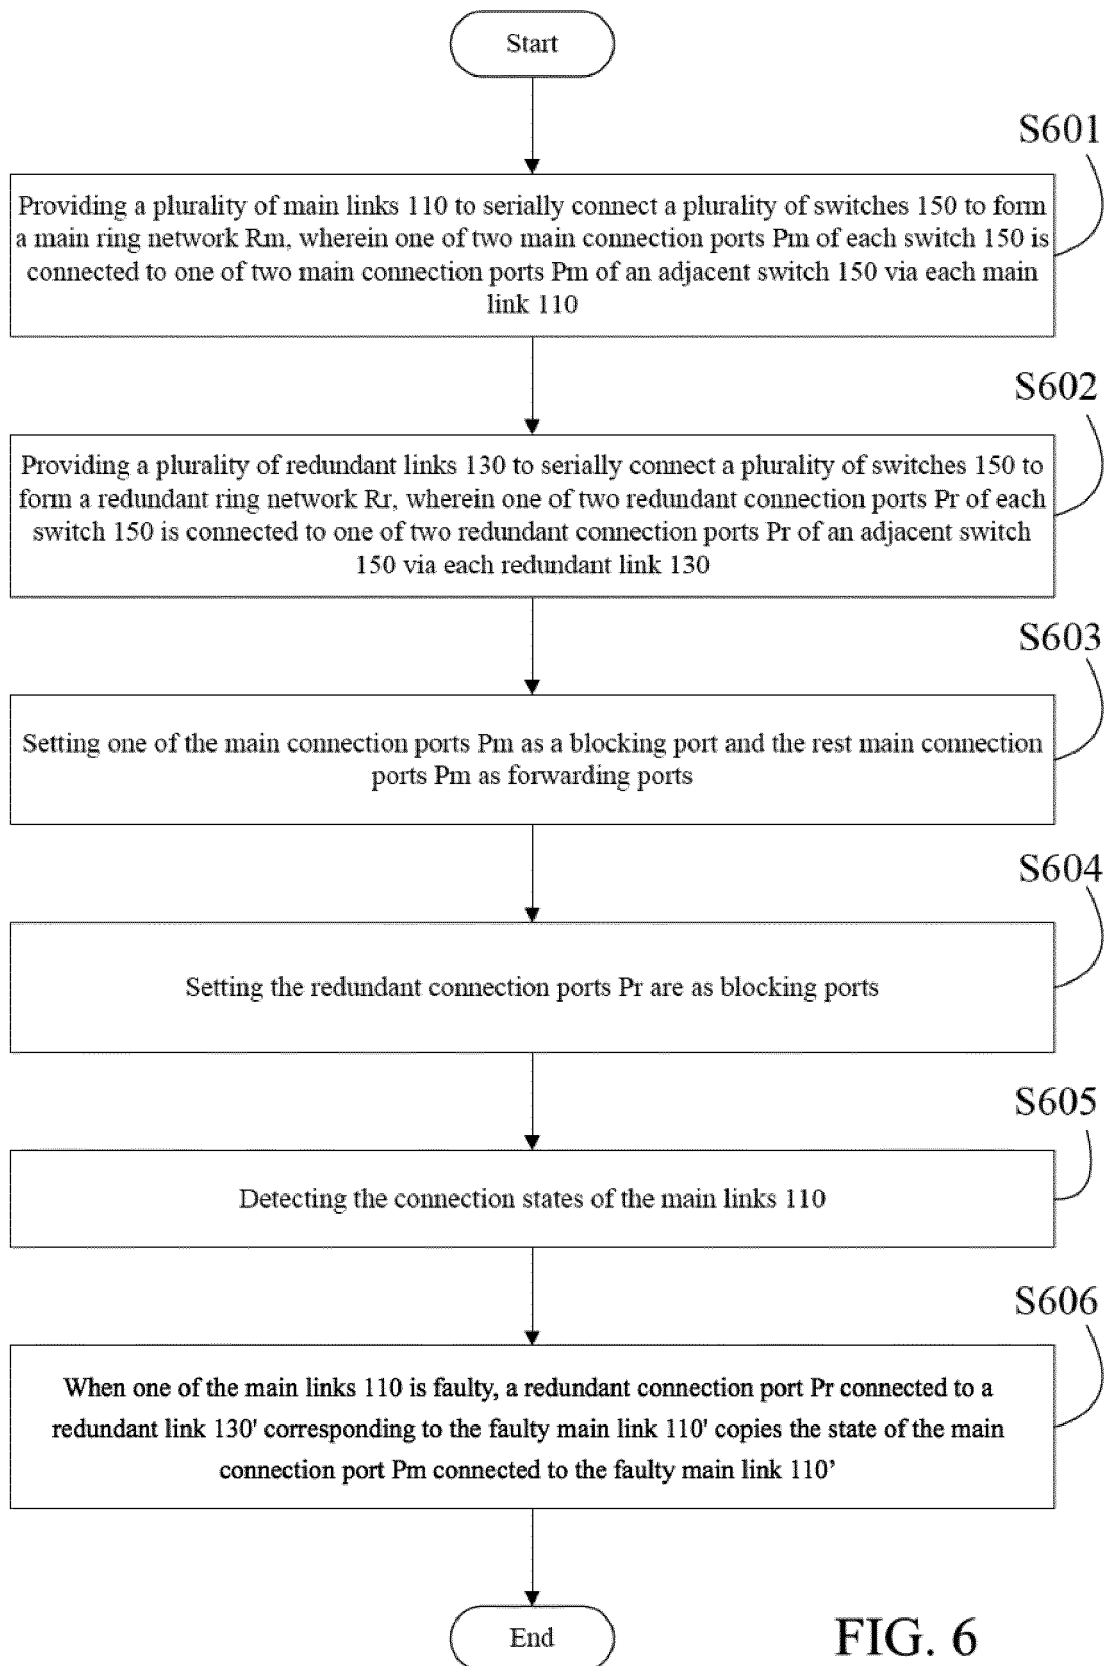 Start
S601
Providing a plurality of main links 110 to serially connect a plurality of switches 150 to form
a main ring network Rm, wherein one of two main connection ports Pm of each switch 150 is
connected to one of two main connection ports Pm of an adjacent switch 150 via each main
link 110
S602
Providing a plurality of redundant links 130 to serially connect a plurality of switches 150 to
form a redundant ring network Rr, wherein one of two redundant connection ports Pr of each
switch 150 is connected to one of two redundant connection ports Pr of an adjacent switch
150 via each redundant link 130
S603
Setting one of the main connection ports Pm as a blocking port and the rest main connection
ports Pm as forwarding ports
S604
Setting the redundant connection ports Pr are as blocking ports
S605
Detecting the connection states of the main links 110
S606
When one of the main links 110 is faulty, a redundant connection port Pr connected to a
redundant link 130' corresponding to the faulty main link 110' copies the state of the main
connection port Pm connected to the faulty main link 110’
End
FIG. 6